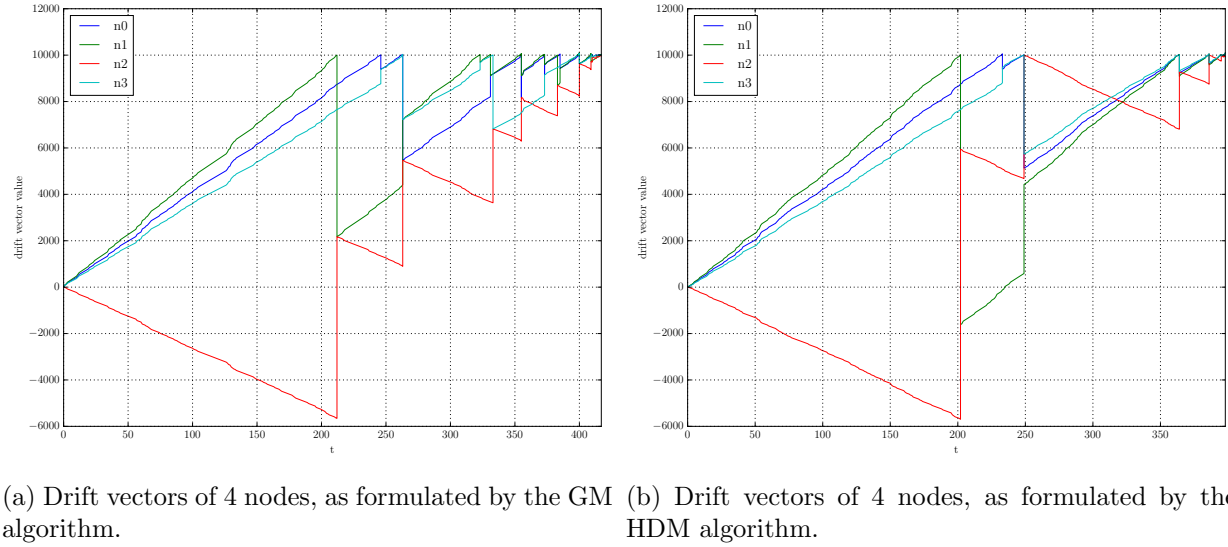 12000
10000
8000
6000
4000
2000
0
−2000
−4000
−6000
drift vector value
n0
n1
n2
n3
0 50 100 150 200 250 300 350 400
t
12000
10000
8000
6000
4000
2000
0
−2000
−4000
−6000
drift vector value
n0
n1
n2
n3
0 50 100 150 200 250 300 350
t
(a) Drift vectors of 4 nodes, as formulated by the GM
algorithm.
(b) Drift vectors of 4 nodes, as formulated by the
HDM algorithm.